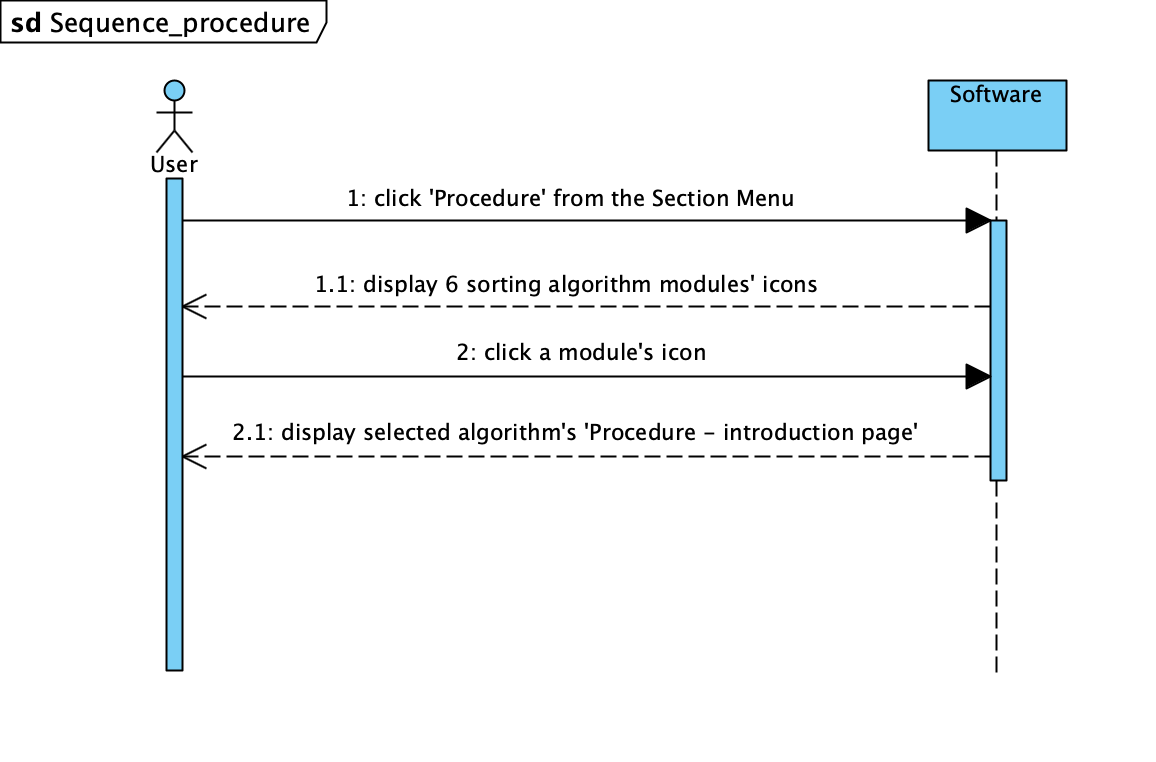 sd Sequence_procedure
User
Software
1: click 'Procedure' from the Section Menu
1.1: display 6 sorting algorithm modules' icons
2: click a module's icon
2.1: display selected algorithm's 'Procedure – introduction page'